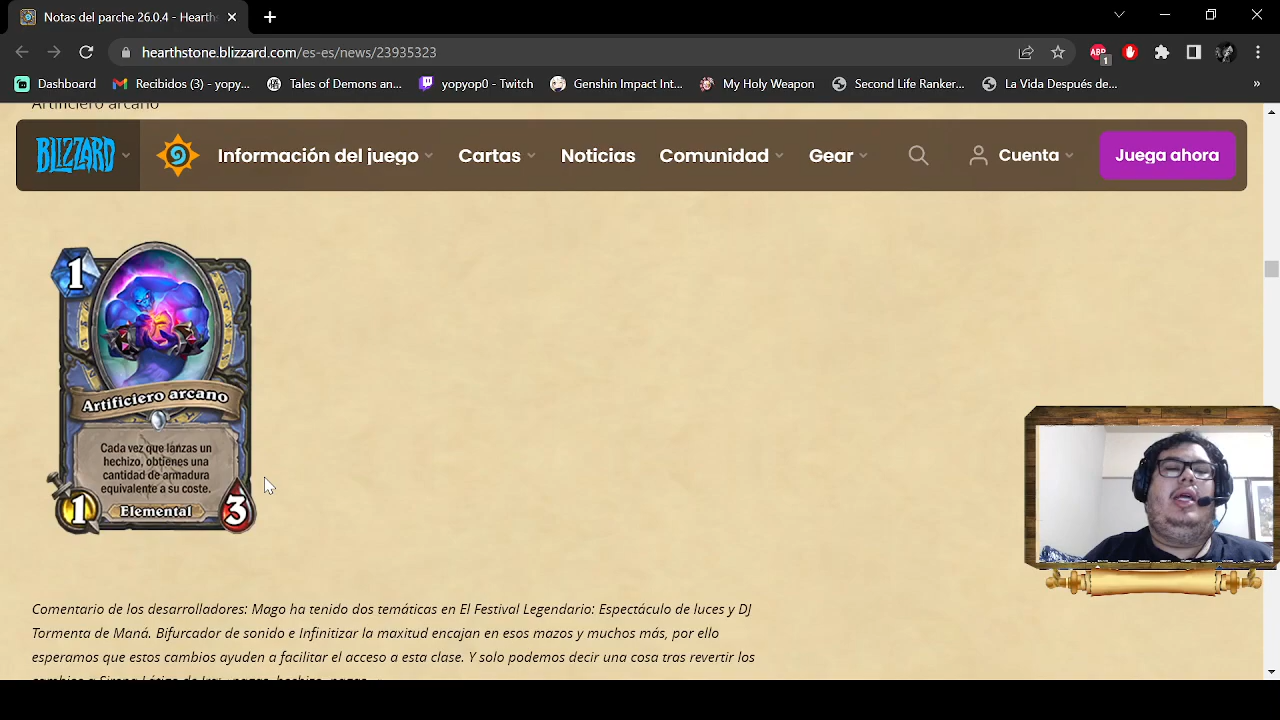 Notas del parche 26.0.4 - Hearths
hearthstone.blizzard.com/es-es/news/23935323
ABP
1
Dashboard
Recibidos (3) - yopy...
Tales of Demons an...
yopyop0 - Twitch
Genshin Impact Int...
My Holy Weapon
Second Life Ranker...
La Vida Después de...
»
Artificiero arcano
BLIZZARD
Información del juego
Cartas
Noticias
Comunidad
Gear
Cuenta
Juega ahora
1
Artificiero arcano
Cada vez que lanzas un
hechizo, obtienes una
cantidad de armadura
equivalente a su coste.
1
Elemental
3
Comentario de los desarrolladores: Mago ha tenido dos temáticas en El Festival Legendario: Espectáculo de luces y DJ
Tormenta de Maná. Bifurcador de sonido e Infinitizar la maxitud encajan en esos mazos y muchos más, por ello
esperamos que estos cambios ayuden a facilitar el acceso a esta clase. Y solo podemos decir una cosa tras revertir los